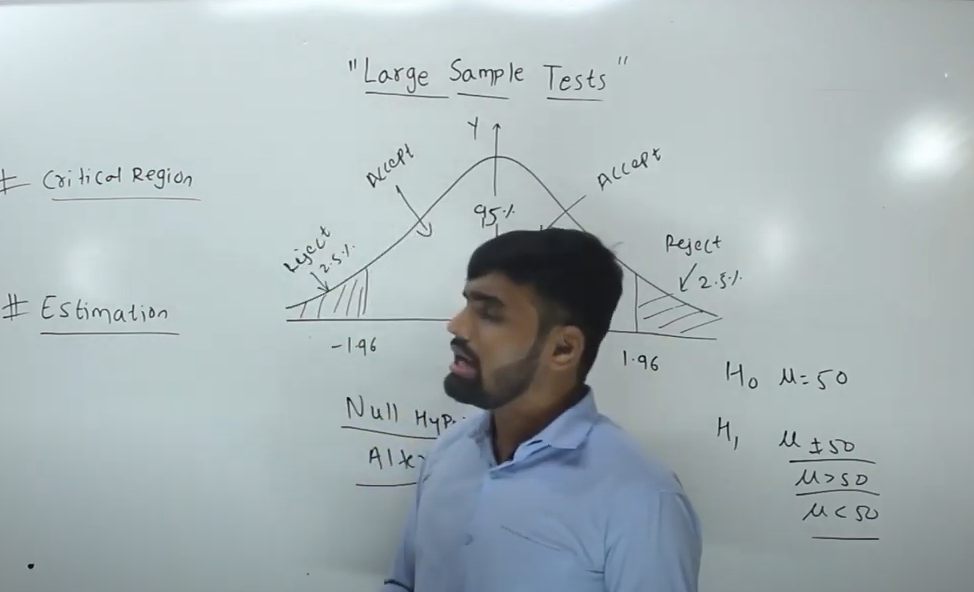 "Large Sample Tests"
# Critical Region
# Estimation
Y
Accept
Accept
95%
Reject
2.5%
Reject
2.5%
-1.96
1.96
Null Hyp
H₀ μ=50
H₁ μ ≠ 50
μ>50
μ<50